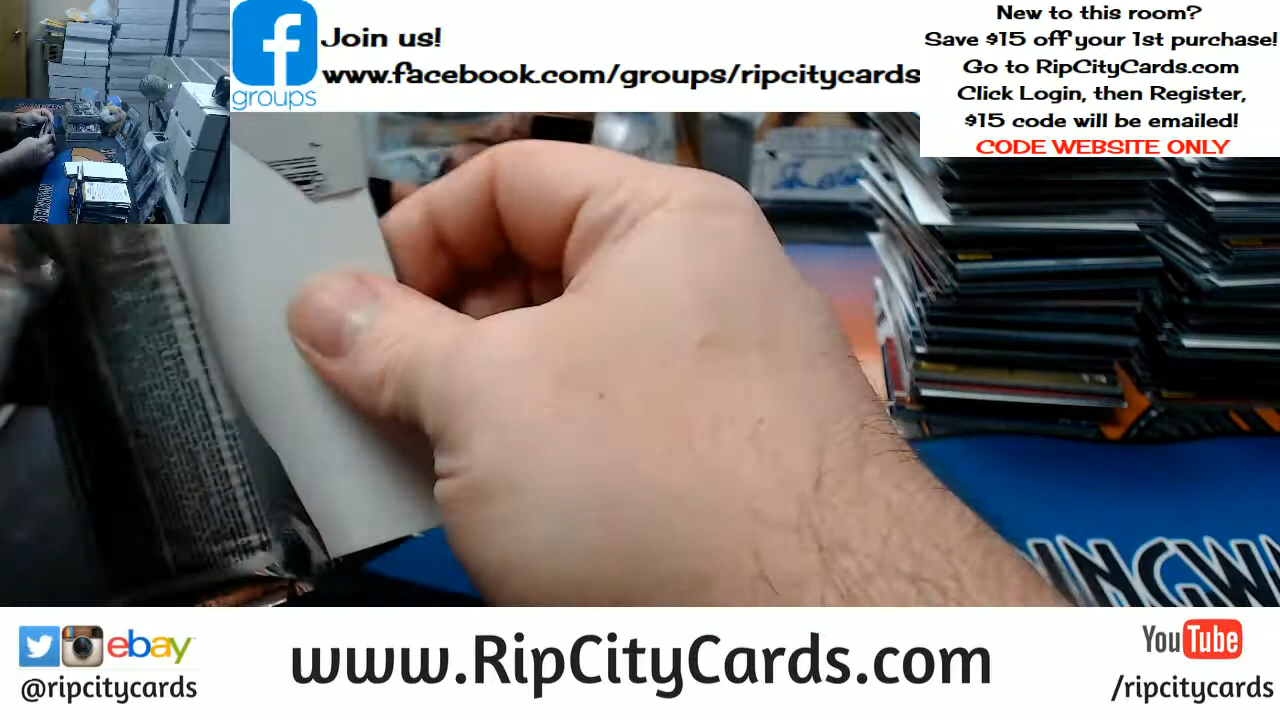 groups
Join us!
www.facebook.com/groups/ripcitycards
New to this room?
Save $15 off your 1st purchase!
Go to RipCityCards.com
Click Login, then Register,
$15 code will be emailed!
CODE WEBSITE ONLY
ebay
@ripcitycards
www.RipCityCards.com
YouTube
/ripcitycards